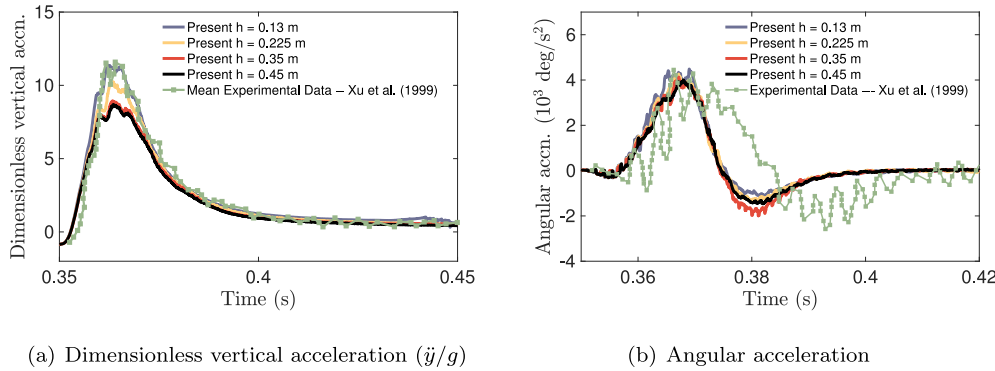 Dimensionless vertical accn.
15
10
5
0
0.35
0.4
0.45
Time (s)
Present h = 0.13 m
Present h = 0.225 m
Present h = 0.35 m
Present h = 0.45 m
Mean Experimental Data – Xu et al. (1999)
(a) Dimensionless vertical acceleration (ÿ/g)
Angular accn. (10³ deg/s²)
6
4
2
0
-2
-4
0.36
0.38
0.4
0.42
Time (s)
Present h = 0.13 m
Present h = 0.225 m
Present h = 0.35 m
Present h = 0.45 m
Experimental Data –- Xu et al. (1999)
(b) Angular acceleration